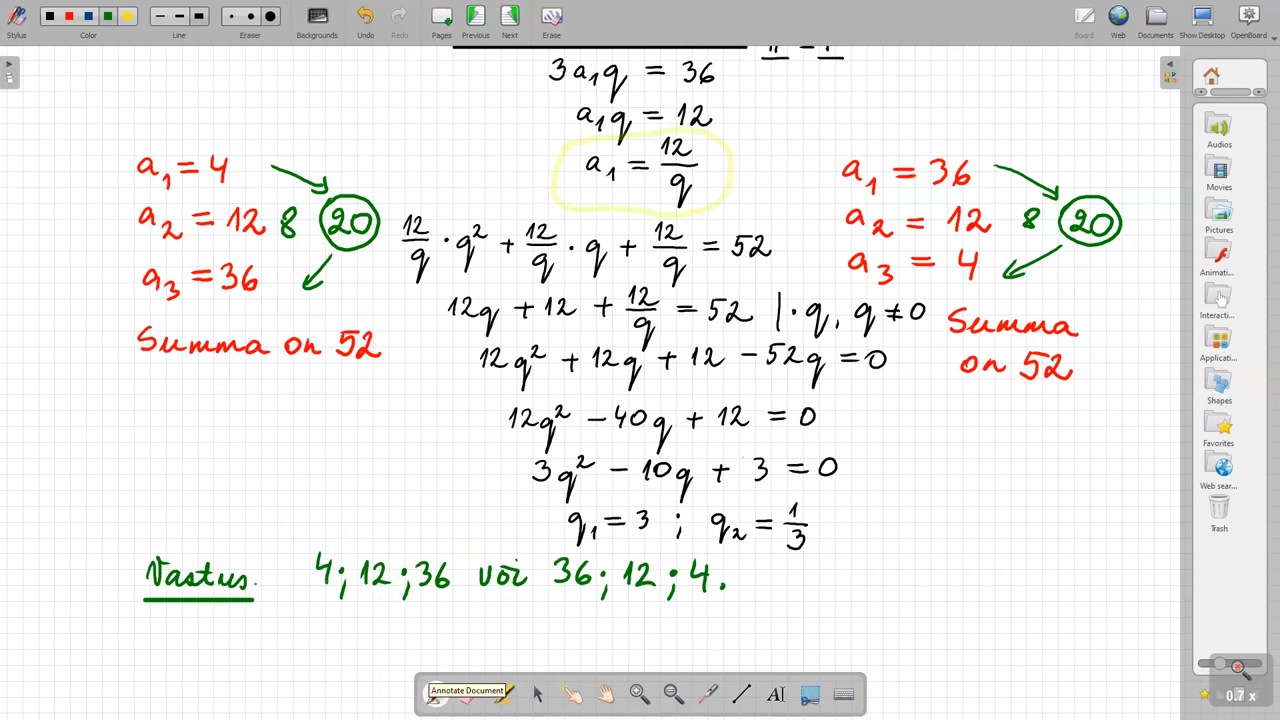 Stylus
Color
Line
Eraser
Backgrounds
Undo
Redo
Pages
Previous
Next
Erase
Board
Web
Documents
Show Desktop
OpenBoard
3a₁q = 36
a₁q = 12
a₁ = 12/q
a₁ = 4
a₂ = 12 8 20
a₃ = 36
Summa on 52
12/q · q² + 12/q · q + 12/q = 52
12q + 12 + 12/q = 52 | · q, q ≠ 0
12q² + 12q + 12 - 52q = 0
12q² - 40q + 12 = 0
3q² - 10q + 3 = 0
q₁ = 3 ; q₂ = 1/3
a₁ = 36
a₂ = 12 8 20
a₃ = 4
Summa
on 52
Vastus. 4; 12; 36 või 36; 12; 4.
Audios
Movies
Pictures
Animati...
Interacti...
Applicati...
Shapes
Favorities
Web sear...
Trash
Annotate Document
AI
0.7 x